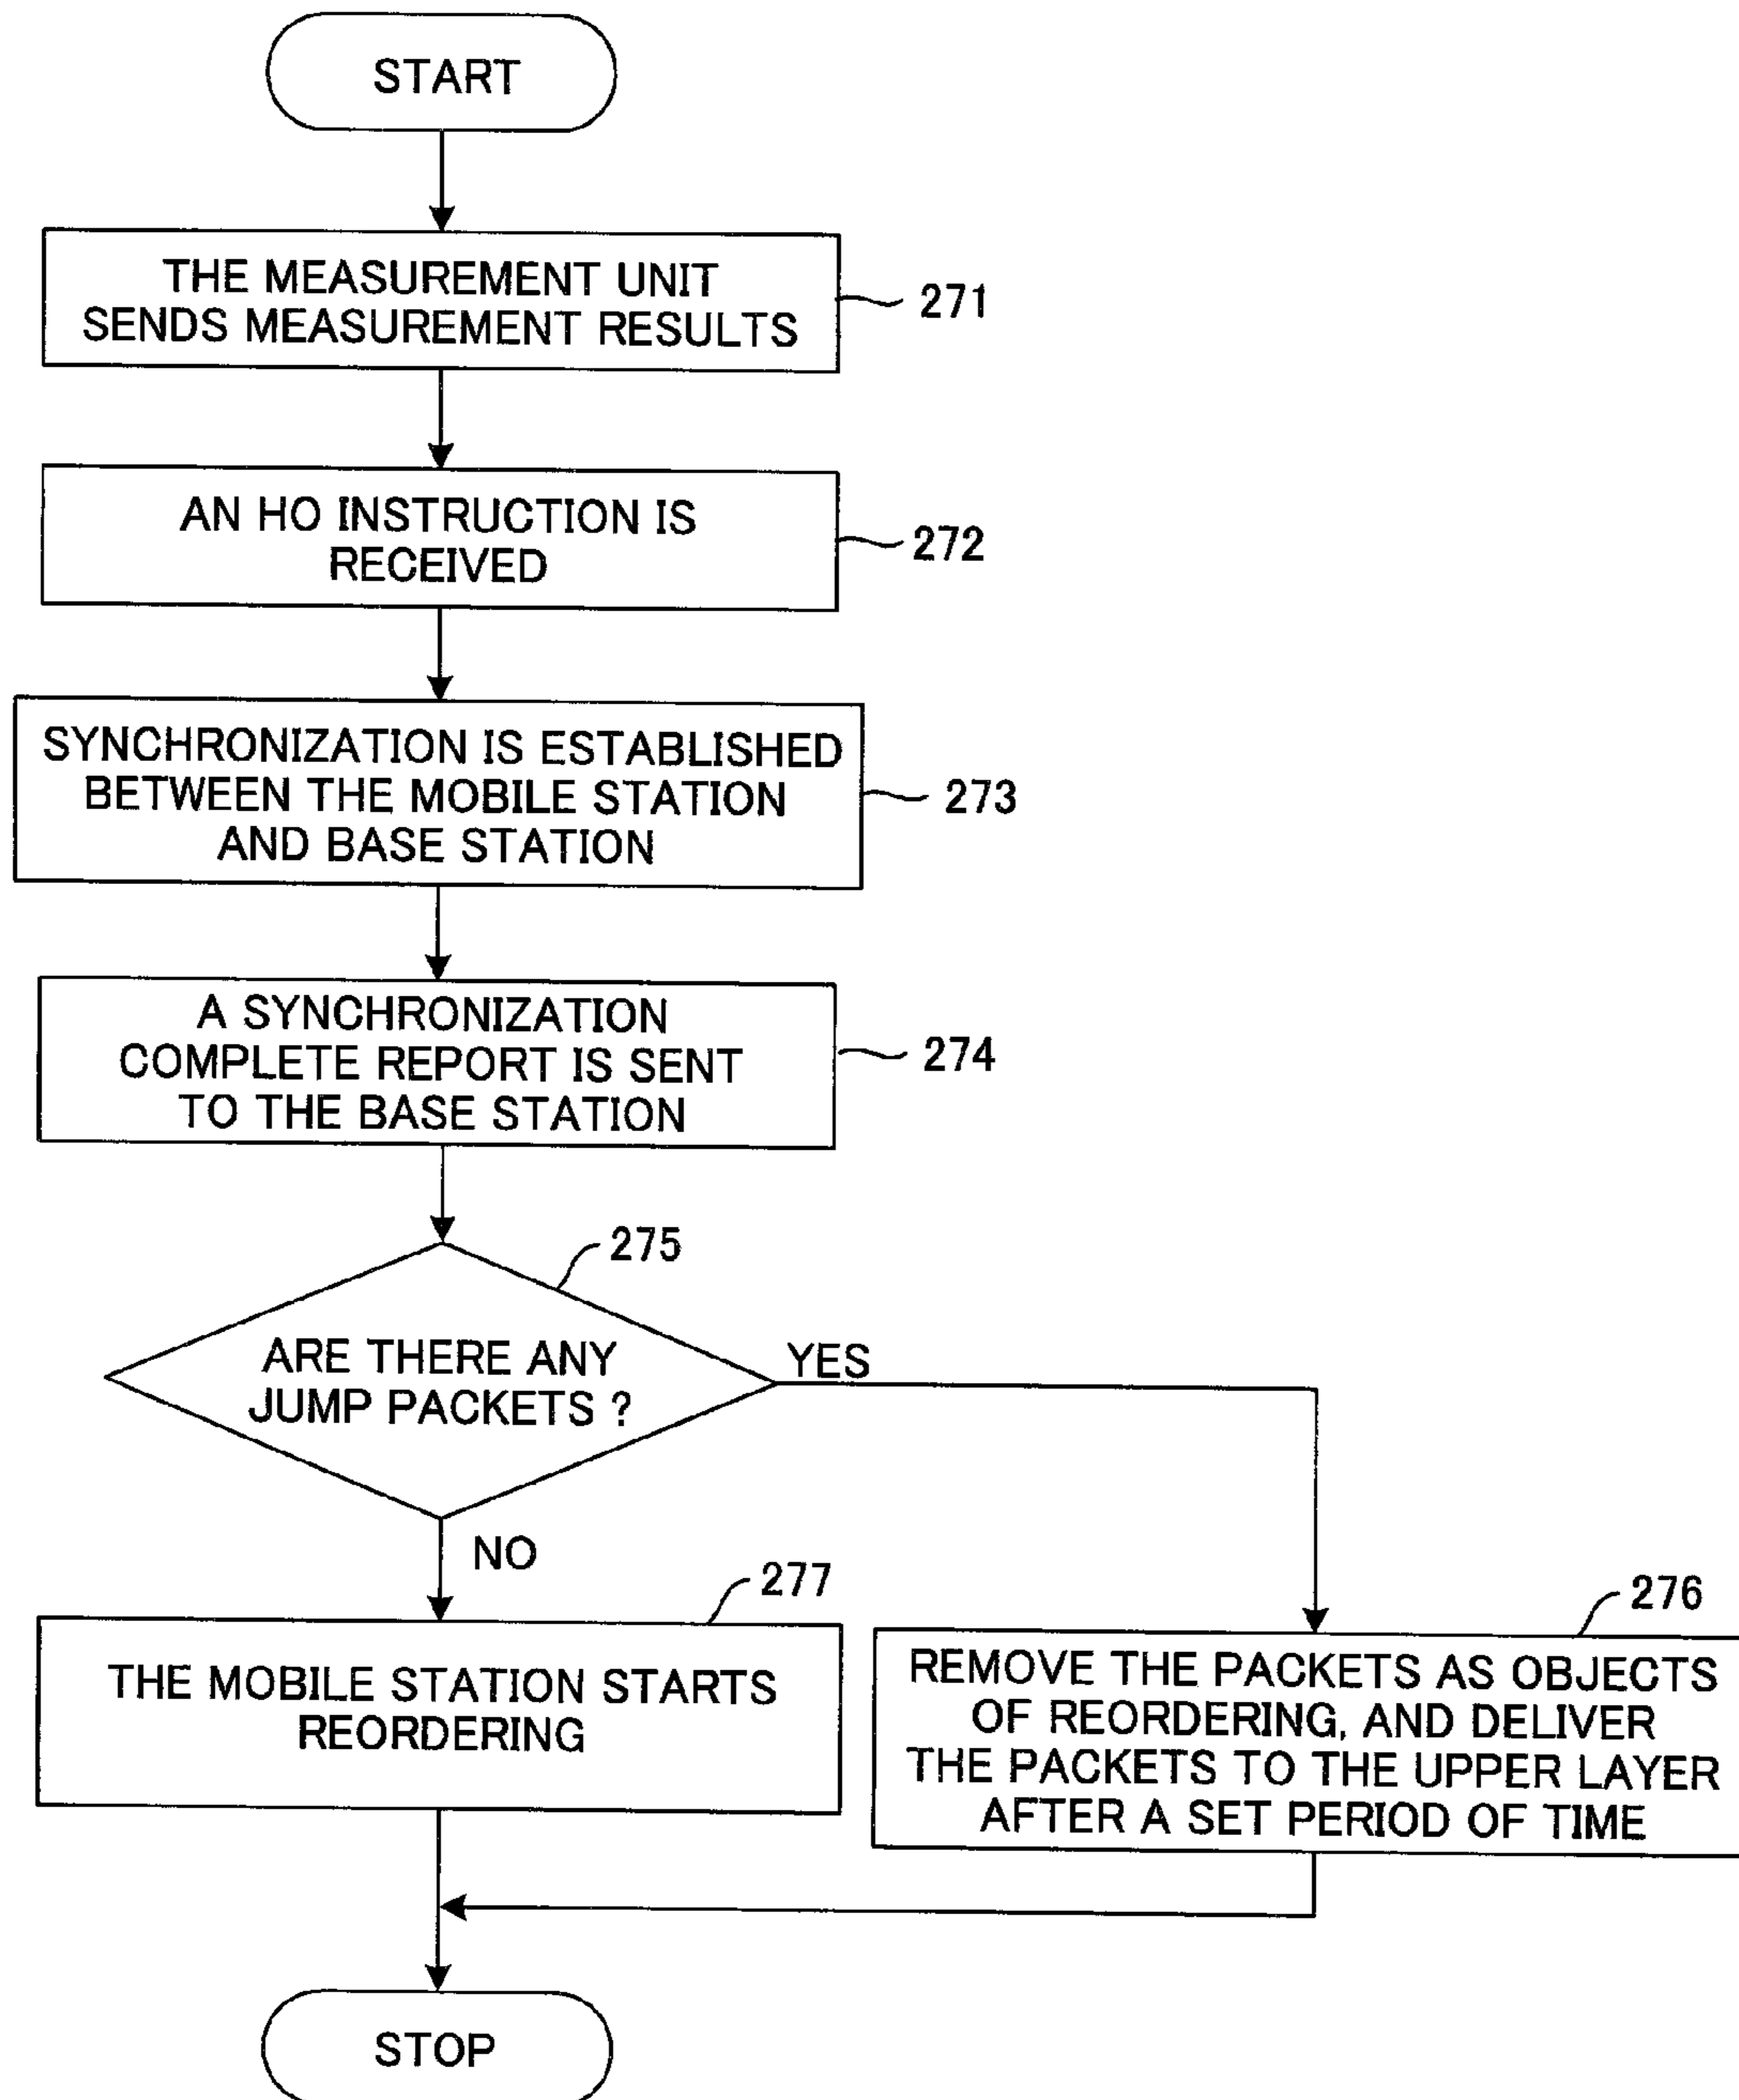 START
THE MEASUREMENT UNIT
SENDS MEASUREMENT RESULTS
271
AN HO INSTRUCTION IS
RECEIVED
272
SYNCHRONIZATION IS ESTABLISHED
BETWEEN THE MOBILE STATION
AND BASE STATION
273
A SYNCHRONIZATION
COMPLETE REPORT IS SENT
TO THE BASE STATION
274
275
ARE THERE ANY
JUMP PACKETS ?
YES
NO
277
THE MOBILE STATION STARTS
REORDERING
276
REMOVE THE PACKETS AS OBJECTS
OF REORDERING, AND DELIVER
THE PACKETS TO THE UPPER LAYER
AFTER A SET PERIOD OF TIME
STOP